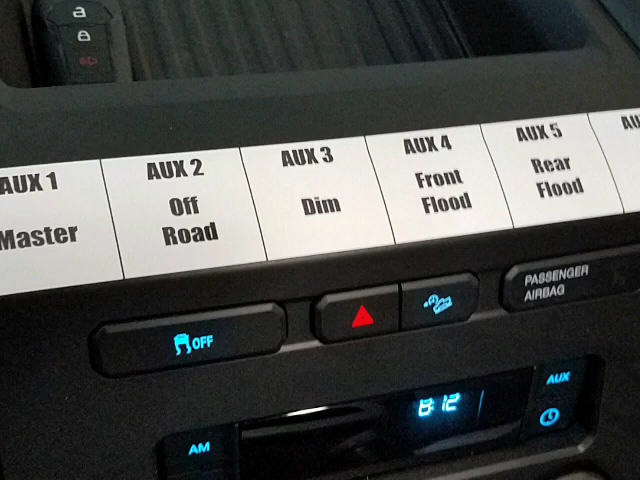 AUX 1
Master
AUX 2
Off
Road
AUX 3
Dim
AUX 4
Front
Flood
AUX 5
Rear
Flood
AU
OFF
PASSENGER
AIRBAG
8:12
AUX
AM